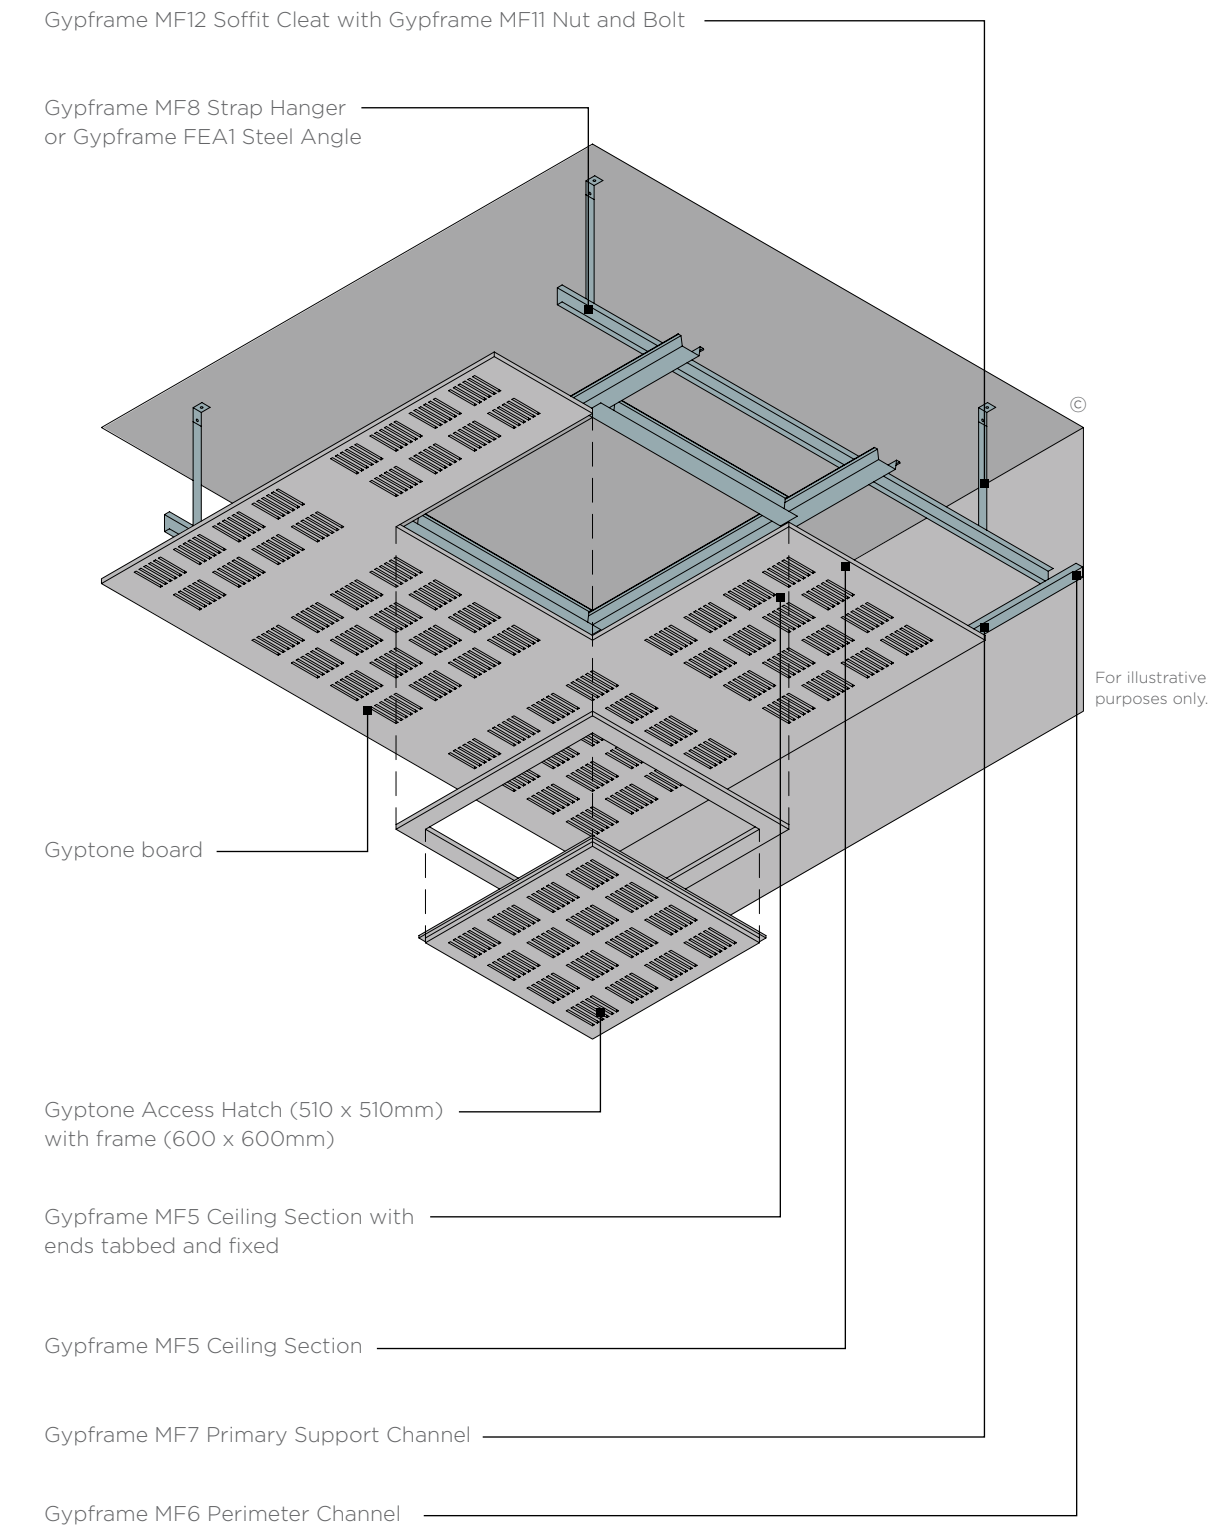 Gypframe MF12 Soffit Cleat with Gypframe MF11 Nut and Bolt
Gypframe MF8 Strap Hanger
or Gypframe FEA1 Steel Angle
©
For illustrative
purposes only.
Gyptone board
Gyptone Access Hatch (510 x 510mm)
with frame (600 x 600mm)
Gypframe MF5 Ceiling Section with
ends tabbed and fixed
Gypframe MF5 Ceiling Section
Gypframe MF7 Primary Support Channel
Gypframe MF6 Perimeter Channel